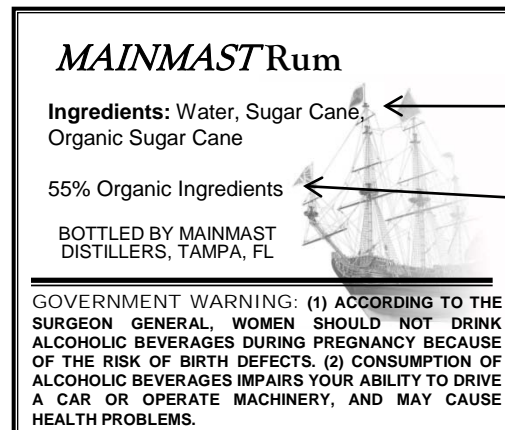 MAINMAST Rum
Ingredients: Water, Sugar Cane,
Organic Sugar Cane
55% Organic Ingredients
BOTTLED BY MAINMAST
DISTILLERS, TAMPA, FL
GOVERNMENT WARNING: (1) ACCORDING TO THE
SURGEON GENERAL, WOMEN SHOULD NOT DRINK
ALCOHOLIC BEVERAGES DURING PREGNANCY BECAUSE
OF THE RISK OF BIRTH DEFECTS. (2) CONSUMPTION OF
ALCOHOLIC BEVERAGES IMPAIRS YOUR ABILITY TO DRIVE
A CAR OR OPERATE MACHINERY, AND MAY CAUSE
HEALTH PROBLEMS.